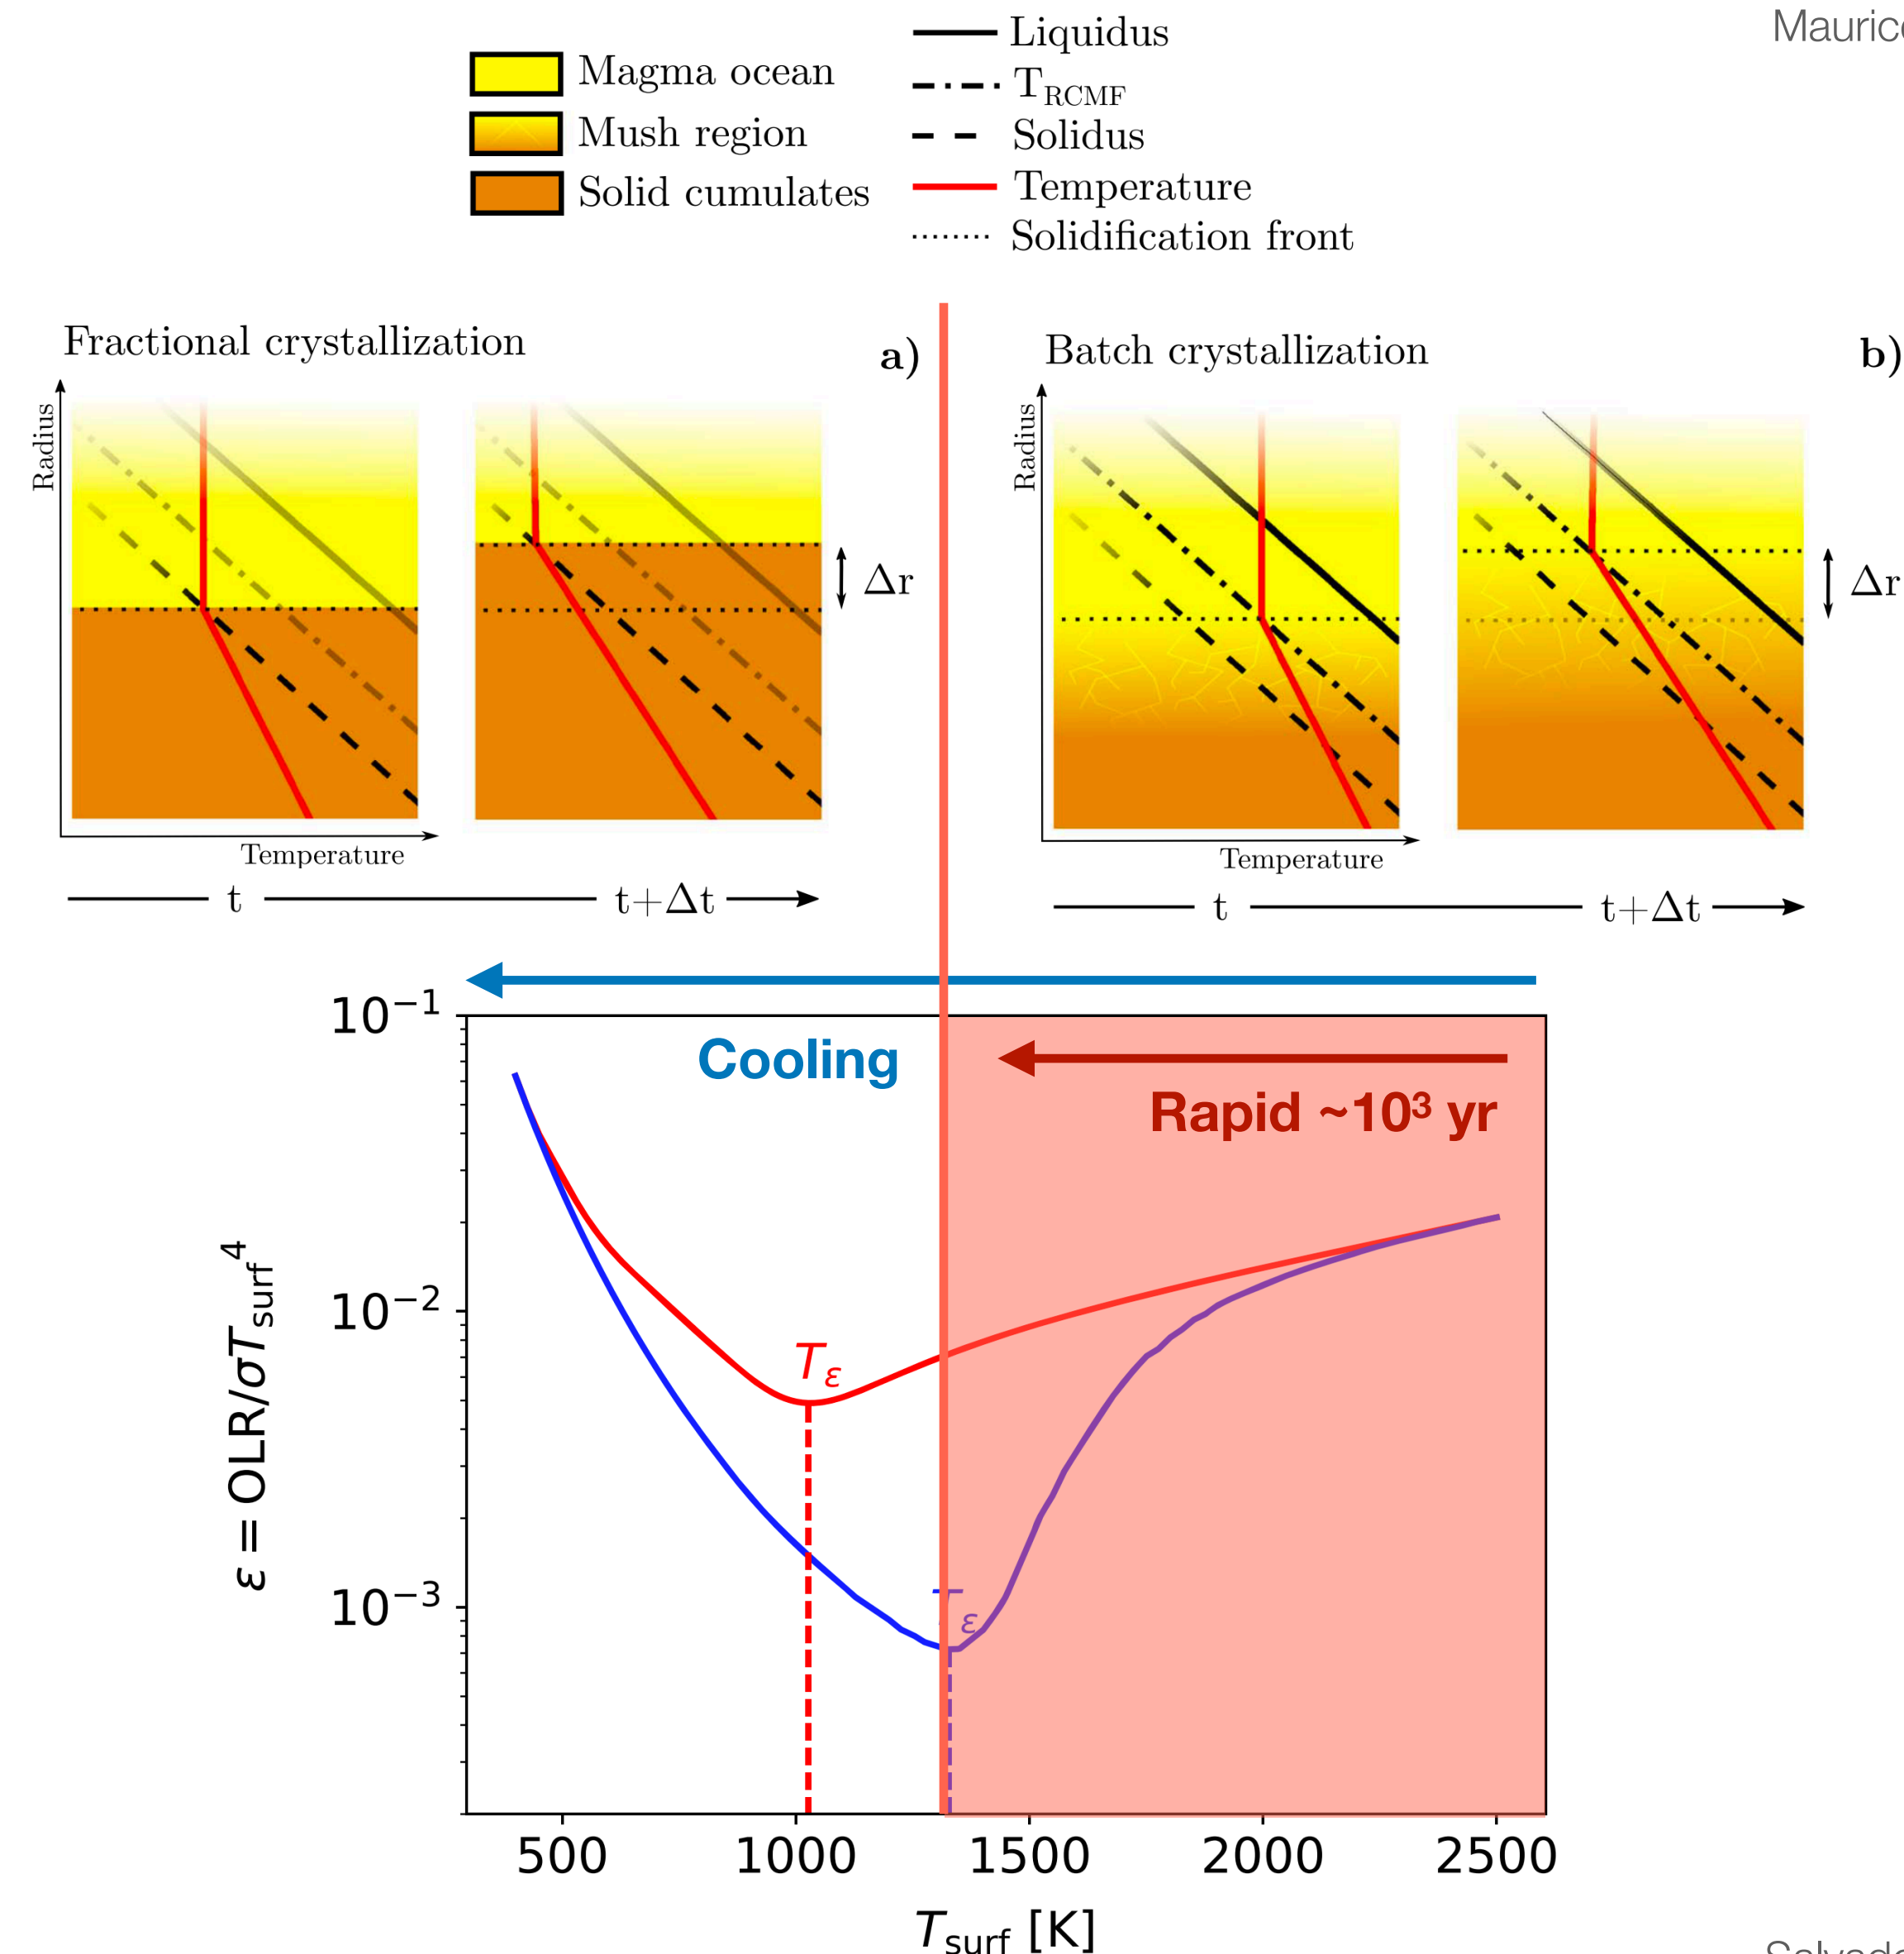 Magma ocean
Mush region
Solid cumulates
Liquidus
T_RCMF
Solidus
Temperature
Solidification front
Fractional crystallization
a)
Radius
Temperature
Δr
t
t+Δt
Batch crystallization
b)
Radius
Temperature
Δr
t
t+Δt
Cooling
Rapid ~10³ yr
10⁻¹
10⁻²
10⁻³
ε = OLR/σT_surf⁴
T_ε
T_ε
500
1000
1500
2000
2500
T_surf [K]